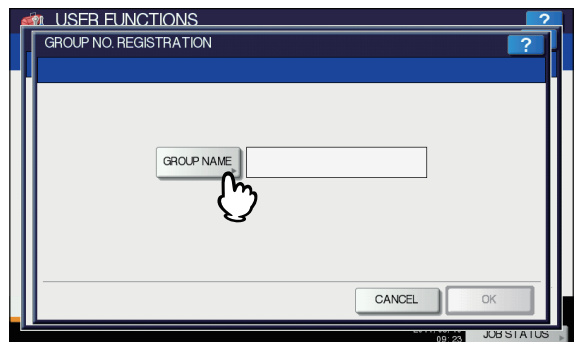 USER FUNCTIONS
?
GROUP NO. REGISTRATION
?
GROUP NAME
CANCEL
OK
09:23
JOB STATUS